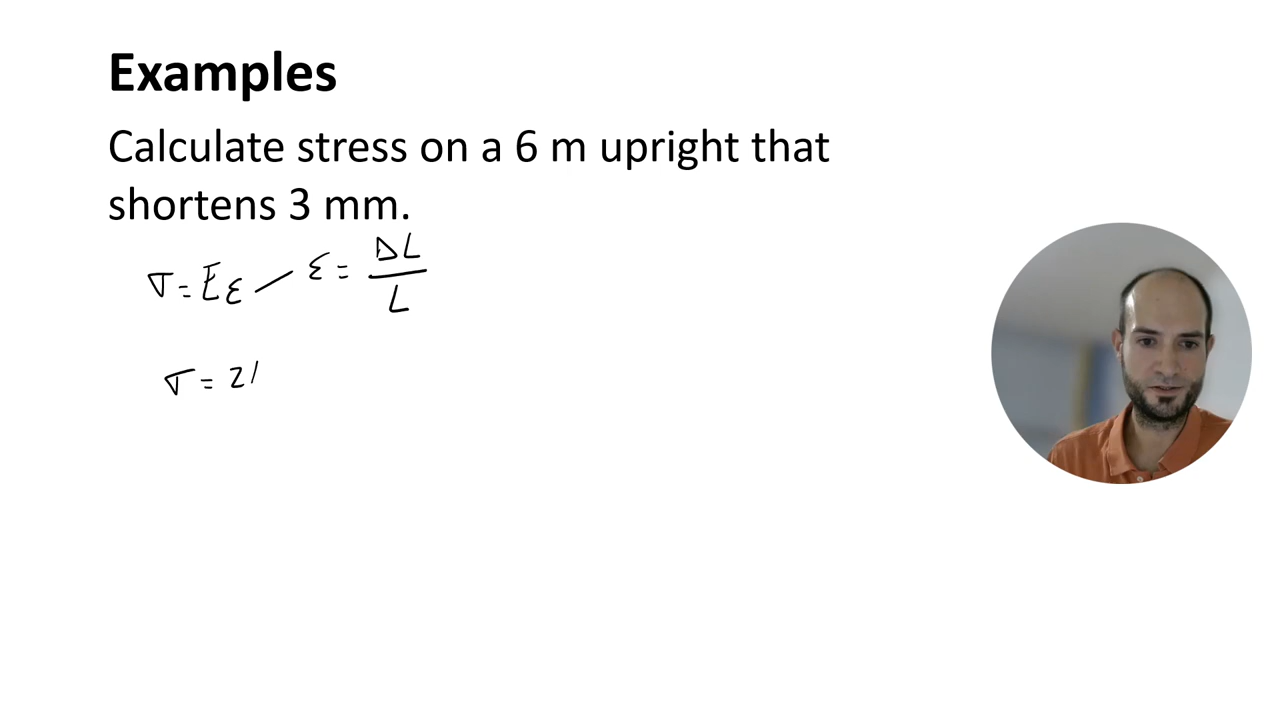 Examples
Calculate stress on a 6 m upright that
shortens 3 mm.
σ = Eε — ε = ΔL / L
σ = 21